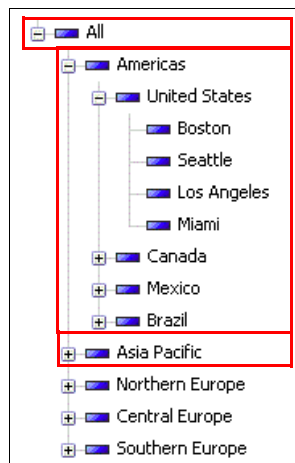 All
Americas
United States
Boston
Seattle
Los Angeles
Miami
Canada
Mexico
Brazil
Asia Pacific
Northern Europe
Central Europe
Southern Europe